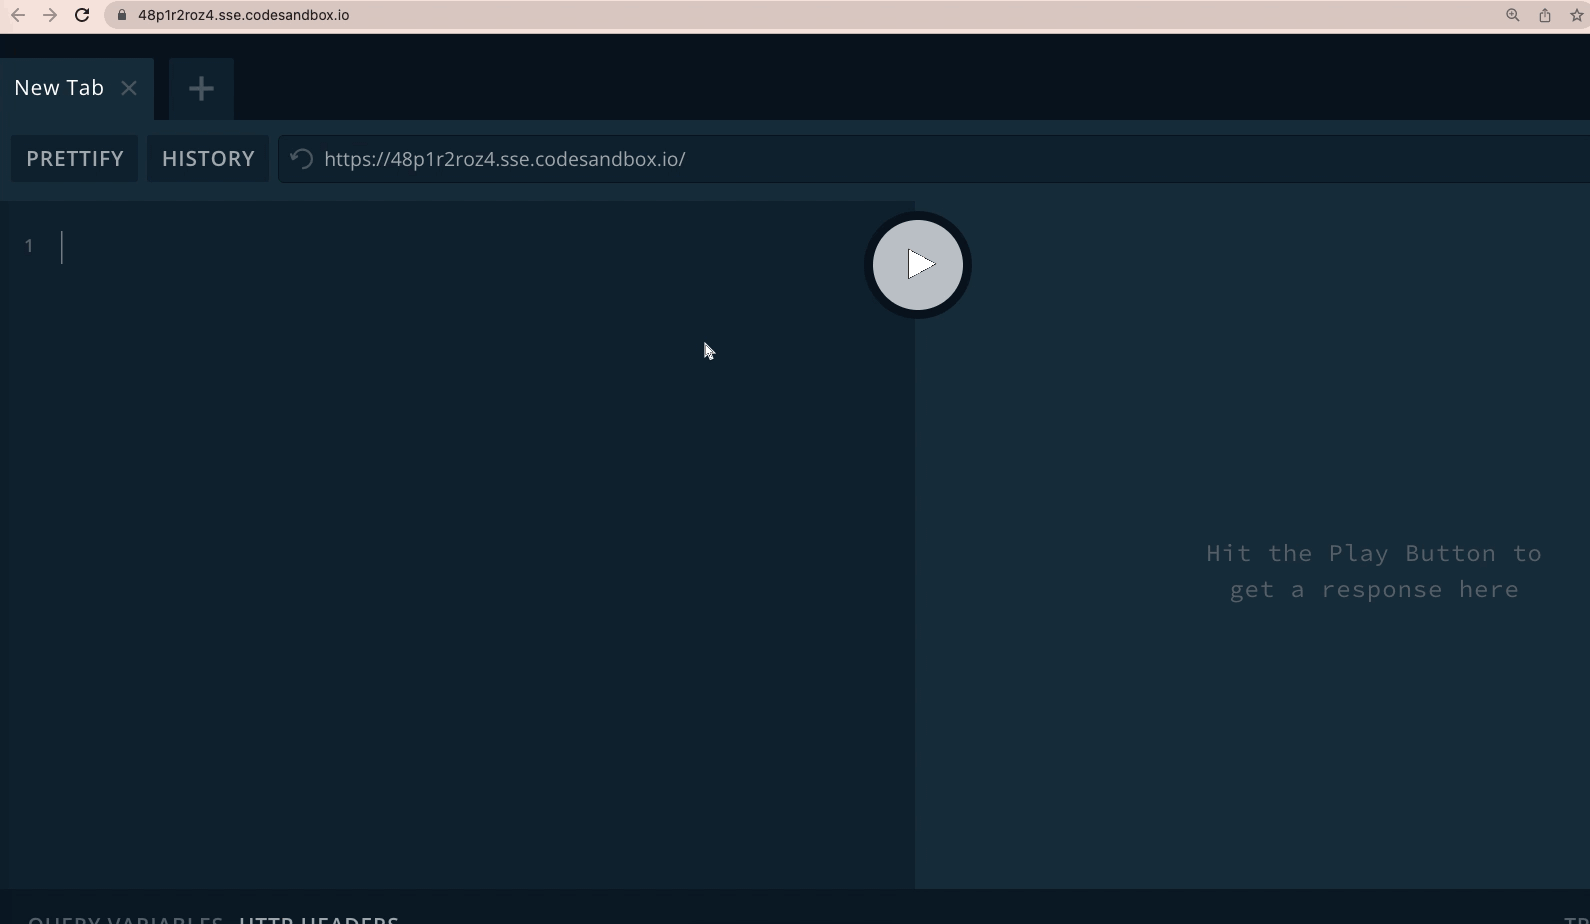 48p1r2roz4.sse.codesandbox.io
New Tab
PRETTIFY HISTORY https://48p1r2roz4.sse.codesandbox.io/
1
Hit the Play Button to
get a response here
QUERY VARIABLES HTTP HEADERS